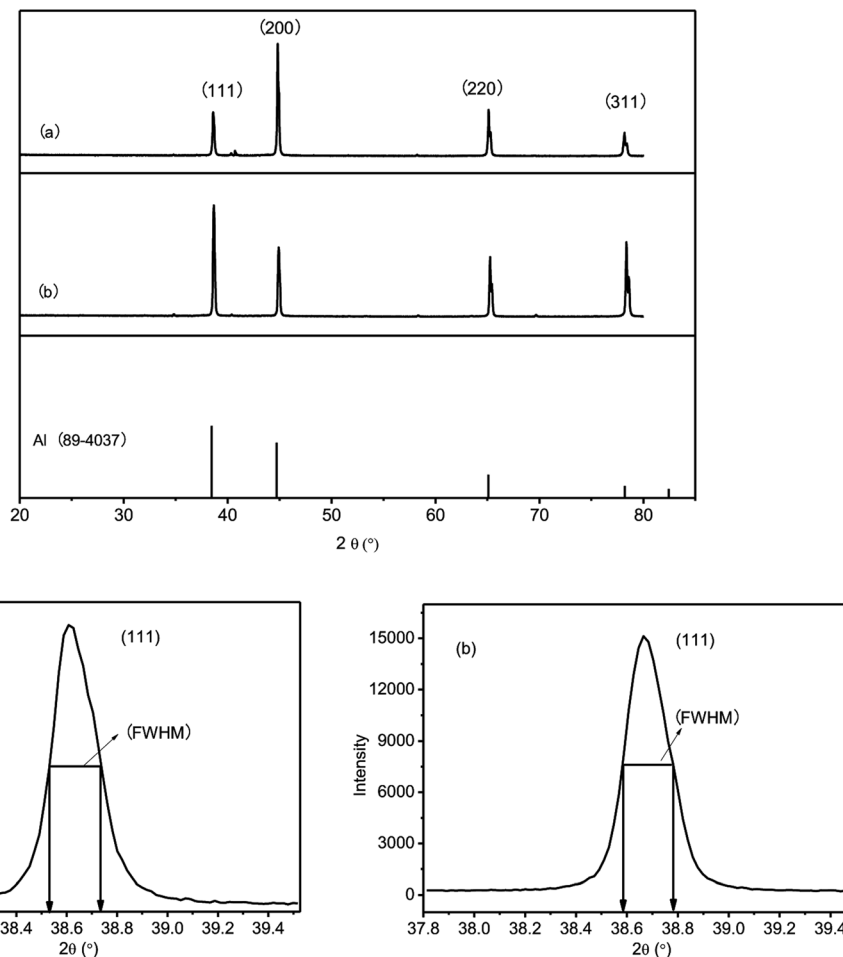 (200)
(111)
(220)
(311)
(a)
(b)
Al (89-4037)
20 30 40 50 60 70 80
2 θ (°)
(111)
(FWHM)
38.4 38.6 38.8 39.0 39.2 39.4
2θ (°)
(b)
(111)
(FWHM)
Intensity
15000
12000
9000
6000
3000
0
37.8 38.0 38.2 38.4 38.6 38.8 39.0 39.2 39.4
2θ (°)